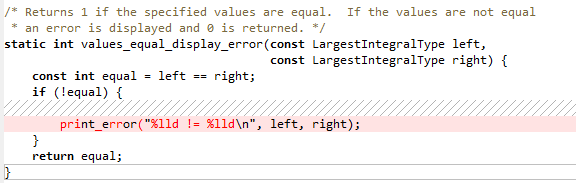 /* Returns 1 if the specified values are equal.  If the values are not equal
 * an error is displayed and 0 is returned. */
static int values_equal_display_error(const LargestIntegralType left,
                                      const LargestIntegralType right) {
    const int equal = left == right;
    if (!equal) {
        print_error("%lld != %lld\n", left, right);
    }
    return equal;
}